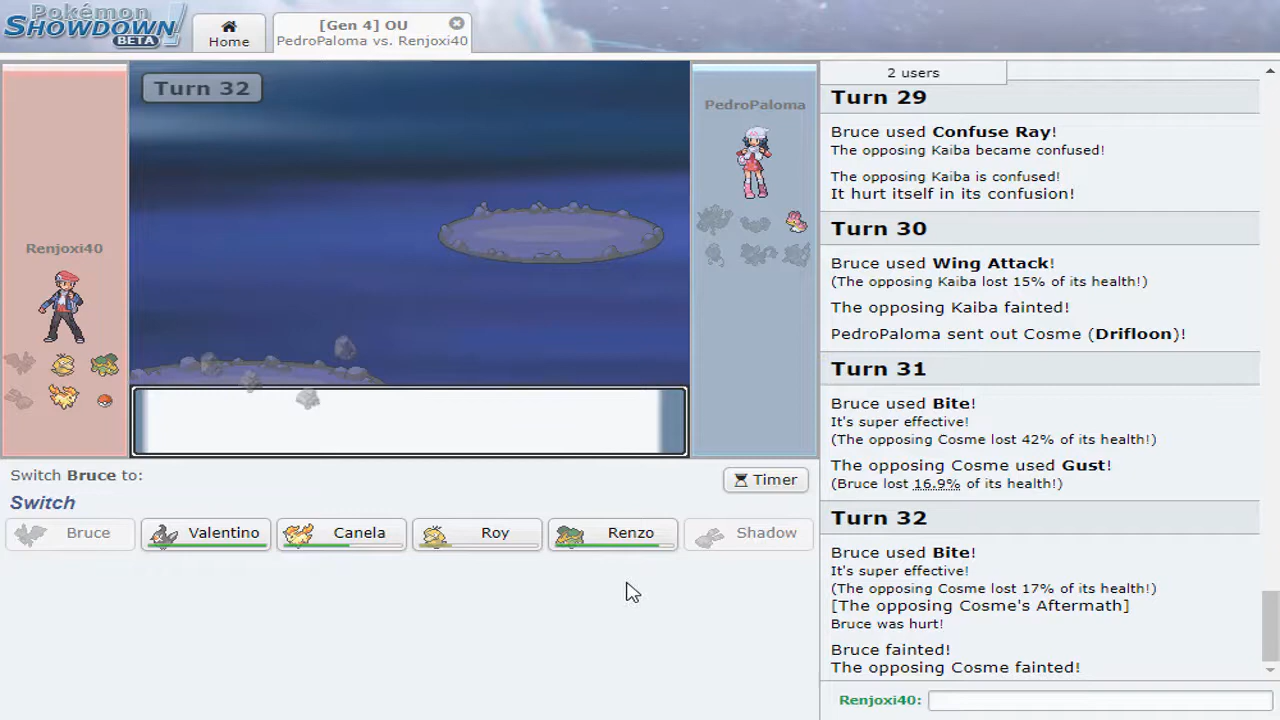 Pokémon
SHOWDOWN!
BETA
Home
[Gen 4] OU
PedroPaloma vs. Renjoxi40
Turn 32
Renjoxi40
PedroPaloma
2 users
Turn 29
Bruce used Confuse Ray!
The opposing Kaiba became confused!
The opposing Kaiba is confused!
It hurt itself in its confusion!
Turn 30
Bruce used Wing Attack!
(The opposing Kaiba lost 15% of its health!)
The opposing Kaiba fainted!
PedroPaloma sent out Cosme (Drifloon)!
Turn 31
Bruce used Bite!
It's super effective!
(The opposing Cosme lost 42% of its health!)
The opposing Cosme used Gust!
(Bruce lost 16.9% of its health!)
Turn 32
Bruce used Bite!
It's super effective!
(The opposing Cosme lost 17% of its health!)
[The opposing Cosme's Aftermath]
Bruce was hurt!
Bruce fainted!
The opposing Cosme fainted!
Renjoxi40:
Switch Bruce to:
Timer
Switch
Bruce
Valentino
Canela
Roy
Renzo
Shadow